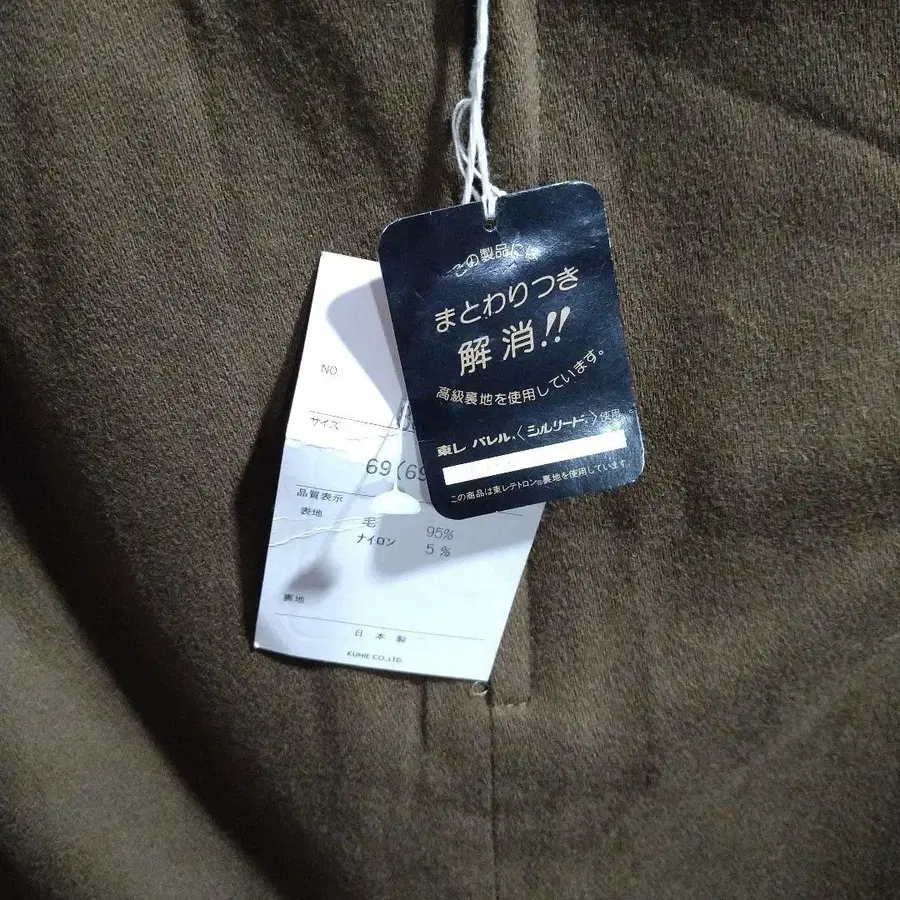 この製品には
まとわりつき
解消!!
高級裏地を使用しています。
東レ パレル®〈シルリード®〉使用
この商品は東レテトロン®裏地を使用しています。
NO.
サイズ
69(69
品質表示
表地
毛 95%
ナイロン 5%
裏地
日本製
KUNIE CO.,LTD.